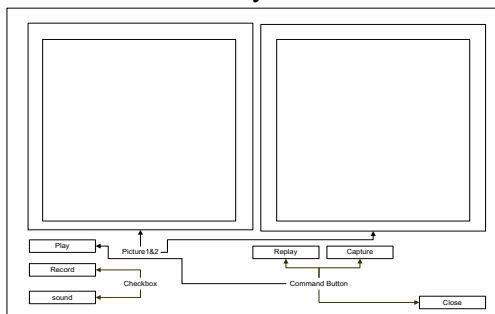 Play
Picture1&2
Replay
Capture
Record
Checkbox
Command Button
sound
Close